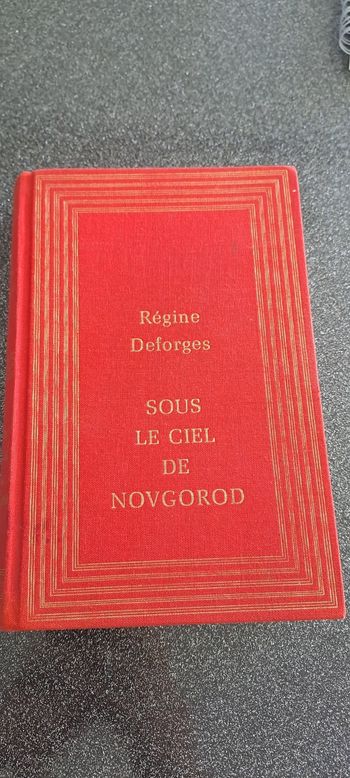 Régine
Deforges
SOUS
LE CIEL
DE
NOVGOROD